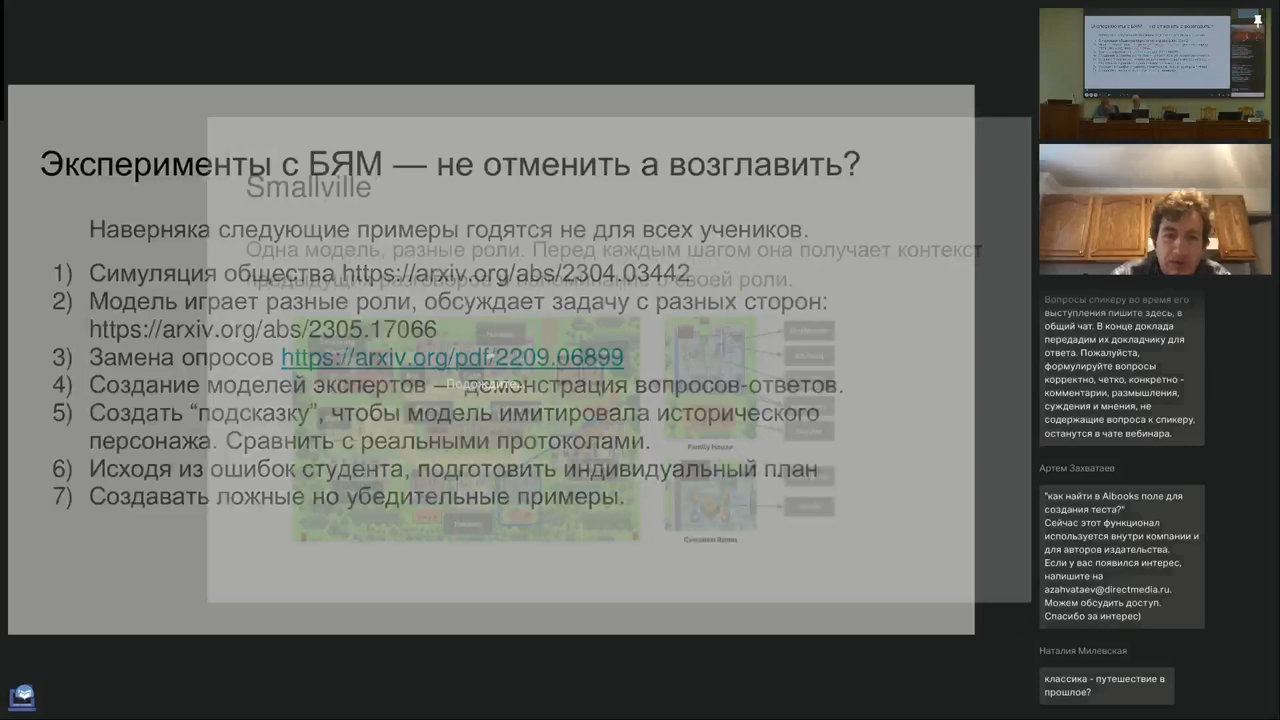 Эксперименты с БЯМ — не отменить а возглавить?
Smallville
Наверняка следующие примеры годятся не для всех учеников.
Одна модель, разные роли. Перед каждым шагом она получает контекст
предыдущих разговоров и напоминание о своей роли.
1) Симуляция общества https://arxiv.org/abs/2304.03442
2) Модель играет разные роли, обсуждает задачу с разных сторон:
https://arxiv.org/abs/2305.17066
3) Замена опросов https://arxiv.org/pdf/2209.06899
4) Создание моделей экспертов — демонстрация вопросов-ответов.
Подождите...
5) Создать “подсказку”, чтобы модель имитировала исторического
персонажа. Сравнить с реальными протоколами.
Family House
6) Исходя из ошибок студента, подготовить индивидуальный план
7) Создавать ложные но убедительные примеры.
Вопросы спикеру во время его
выступления пишите здесь, в
общий чат. В конце доклада
передадим их докладчику для
ответа. Пожалуйста,
формулируйте вопросы
корректно, четко, конкретно -
комментарии, размышления,
суждения и мнения, не
содержащие вопроса к спикеру,
останутся в чате вебинара.
Артем Захватаев
"как найти в Aibooks поле для
создания теста?"
Сейчас этот функционал
используется внутри компании и
для авторов издательства.
Если у вас появился интерес,
напишите на
azahvataev@directmedia.ru.
Можем обсудить доступ.
Спасибо за интерес)
Наталия Милевская
классика - путешествие в
прошлое?